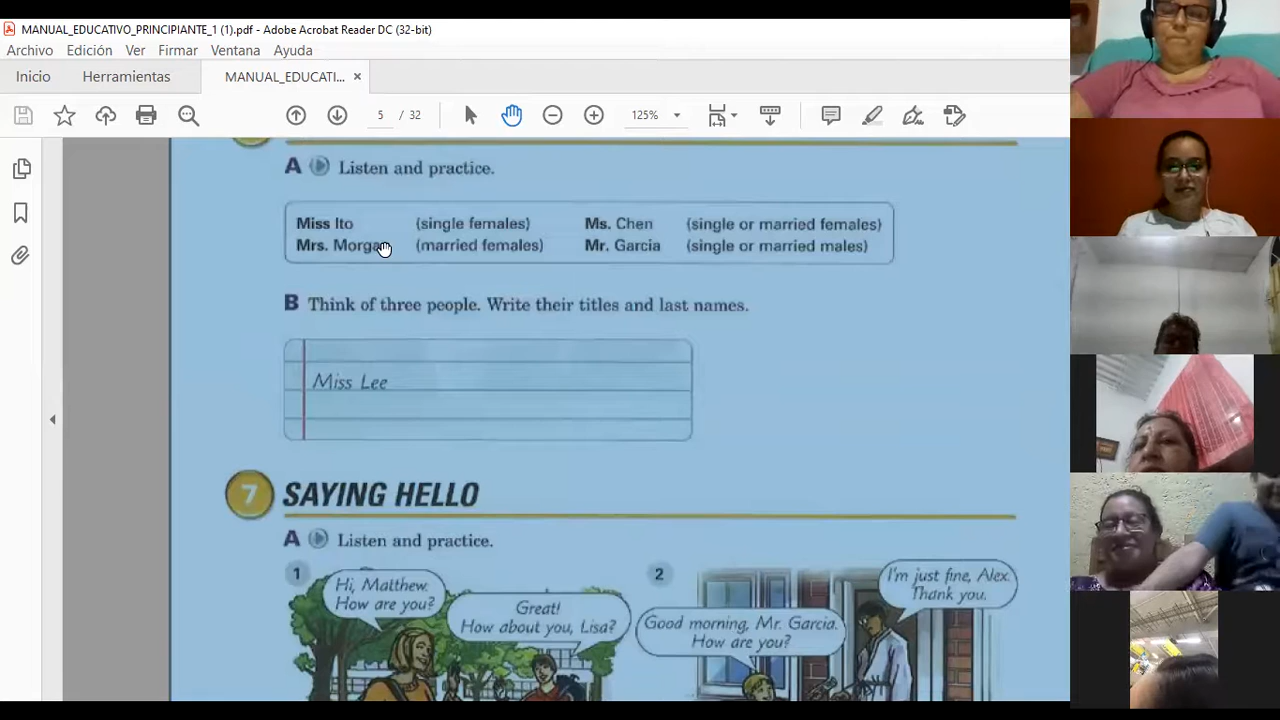 MANUAL_EDUCATIVO_PRINCIPIANTE_1 (1).pdf - Adobe Acrobat Reader DC (32-bit)
Archivo Edición Ver Firmar Ventana Ayuda
Inicio Herramientas MANUAL_EDUCATI... ×
5 / 32 125%
A Listen and practice.
Miss Ito (single females) Ms. Chen (single or married females)
Mrs. Morgan (married females) Mr. Garcia (single or married males)
B Think of three people. Write their titles and last names.
Miss Lee
7 SAYING HELLO
A Listen and practice.
1
Hi, Matthew.
How are you?
Great!
How about you, Lisa?
2
Good morning, Mr. Garcia.
How are you?
I'm just fine, Alex.
Thank you.